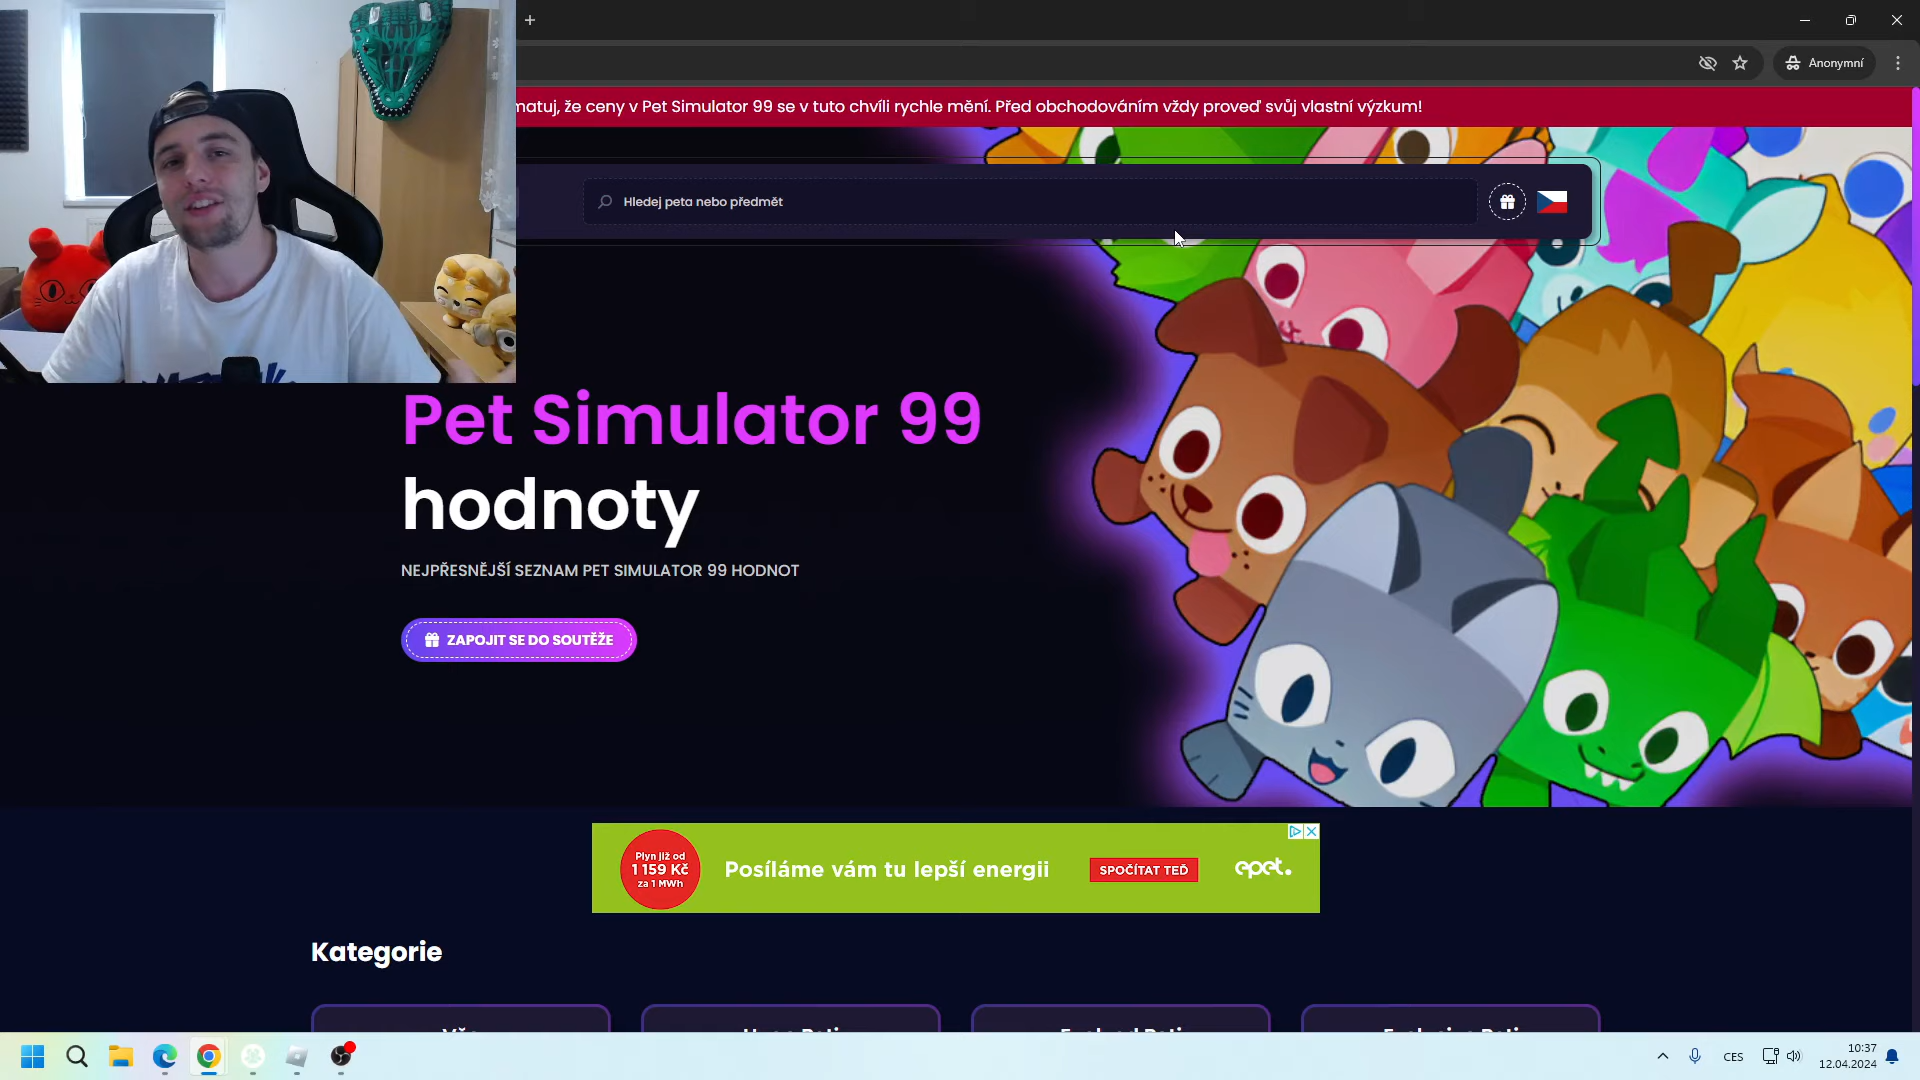 Anonymní
matuj, že ceny v Pet Simulator 99 se v tuto chvíli rychle mění. Před obchodováním vždy proveď svůj vlastní výzkum!
Hledej peta nebo předmět
Pet Simulator 99
hodnoty
NEJPŘESNĚJŠÍ SEZNAM PET SIMULATOR 99 HODNOT
ZAPOJIT SE DO SOUTĚŽE
Plyn již od
1 159 Kč
za 1 MWh
Posíláme vám tu lepší energii
SPOČÍTAT TEĎ
epet.
Kategorie
CES
10:37
12.04.2024